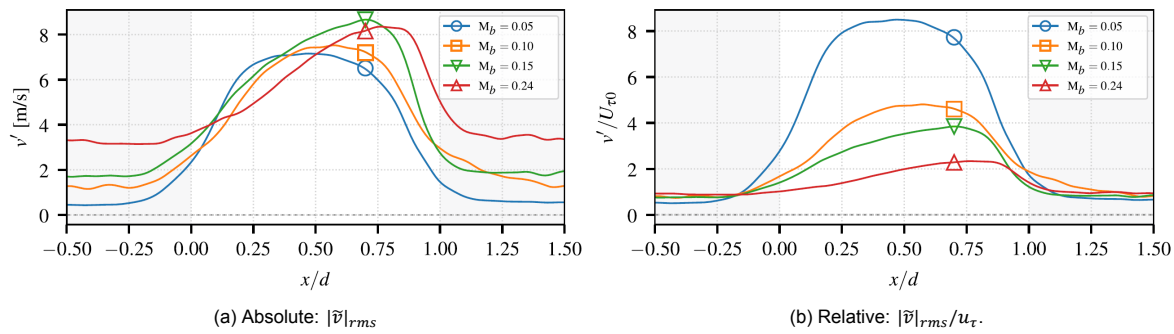 8
6
4
2
0
v′ [m/s]
−0.50 −0.25 0.00 0.25 0.50 0.75 1.00 1.25 1.50
x/d
M_b = 0.05
M_b = 0.10
M_b = 0.15
M_b = 0.24
(a) Absolute: |ṽ|_rms
8
6
4
2
0
v′/U_τ0
−0.50 −0.25 0.00 0.25 0.50 0.75 1.00 1.25 1.50
x/d
M_b = 0.05
M_b = 0.10
M_b = 0.15
M_b = 0.24
(b) Relative: |ṽ|_rms/u_τ.